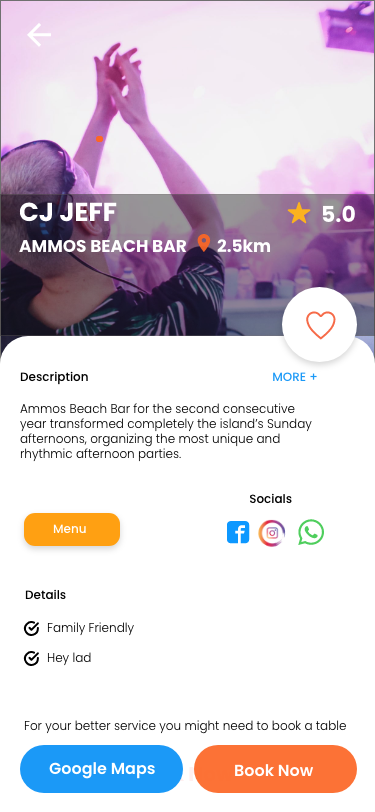 CJ JEFF
5.0
AMMOS BEACH BAR 2.5km
Description
MORE +
Ammos Beach Bar for the second consecutive
year transformed completely the island's Sunday
afternoons, organizing the most unique and
rhythmic afternoon parties.
Socials
Menu
Details
Family Friendly
Hey lad
For your better service you might need to book a table
Google Maps
Book Now